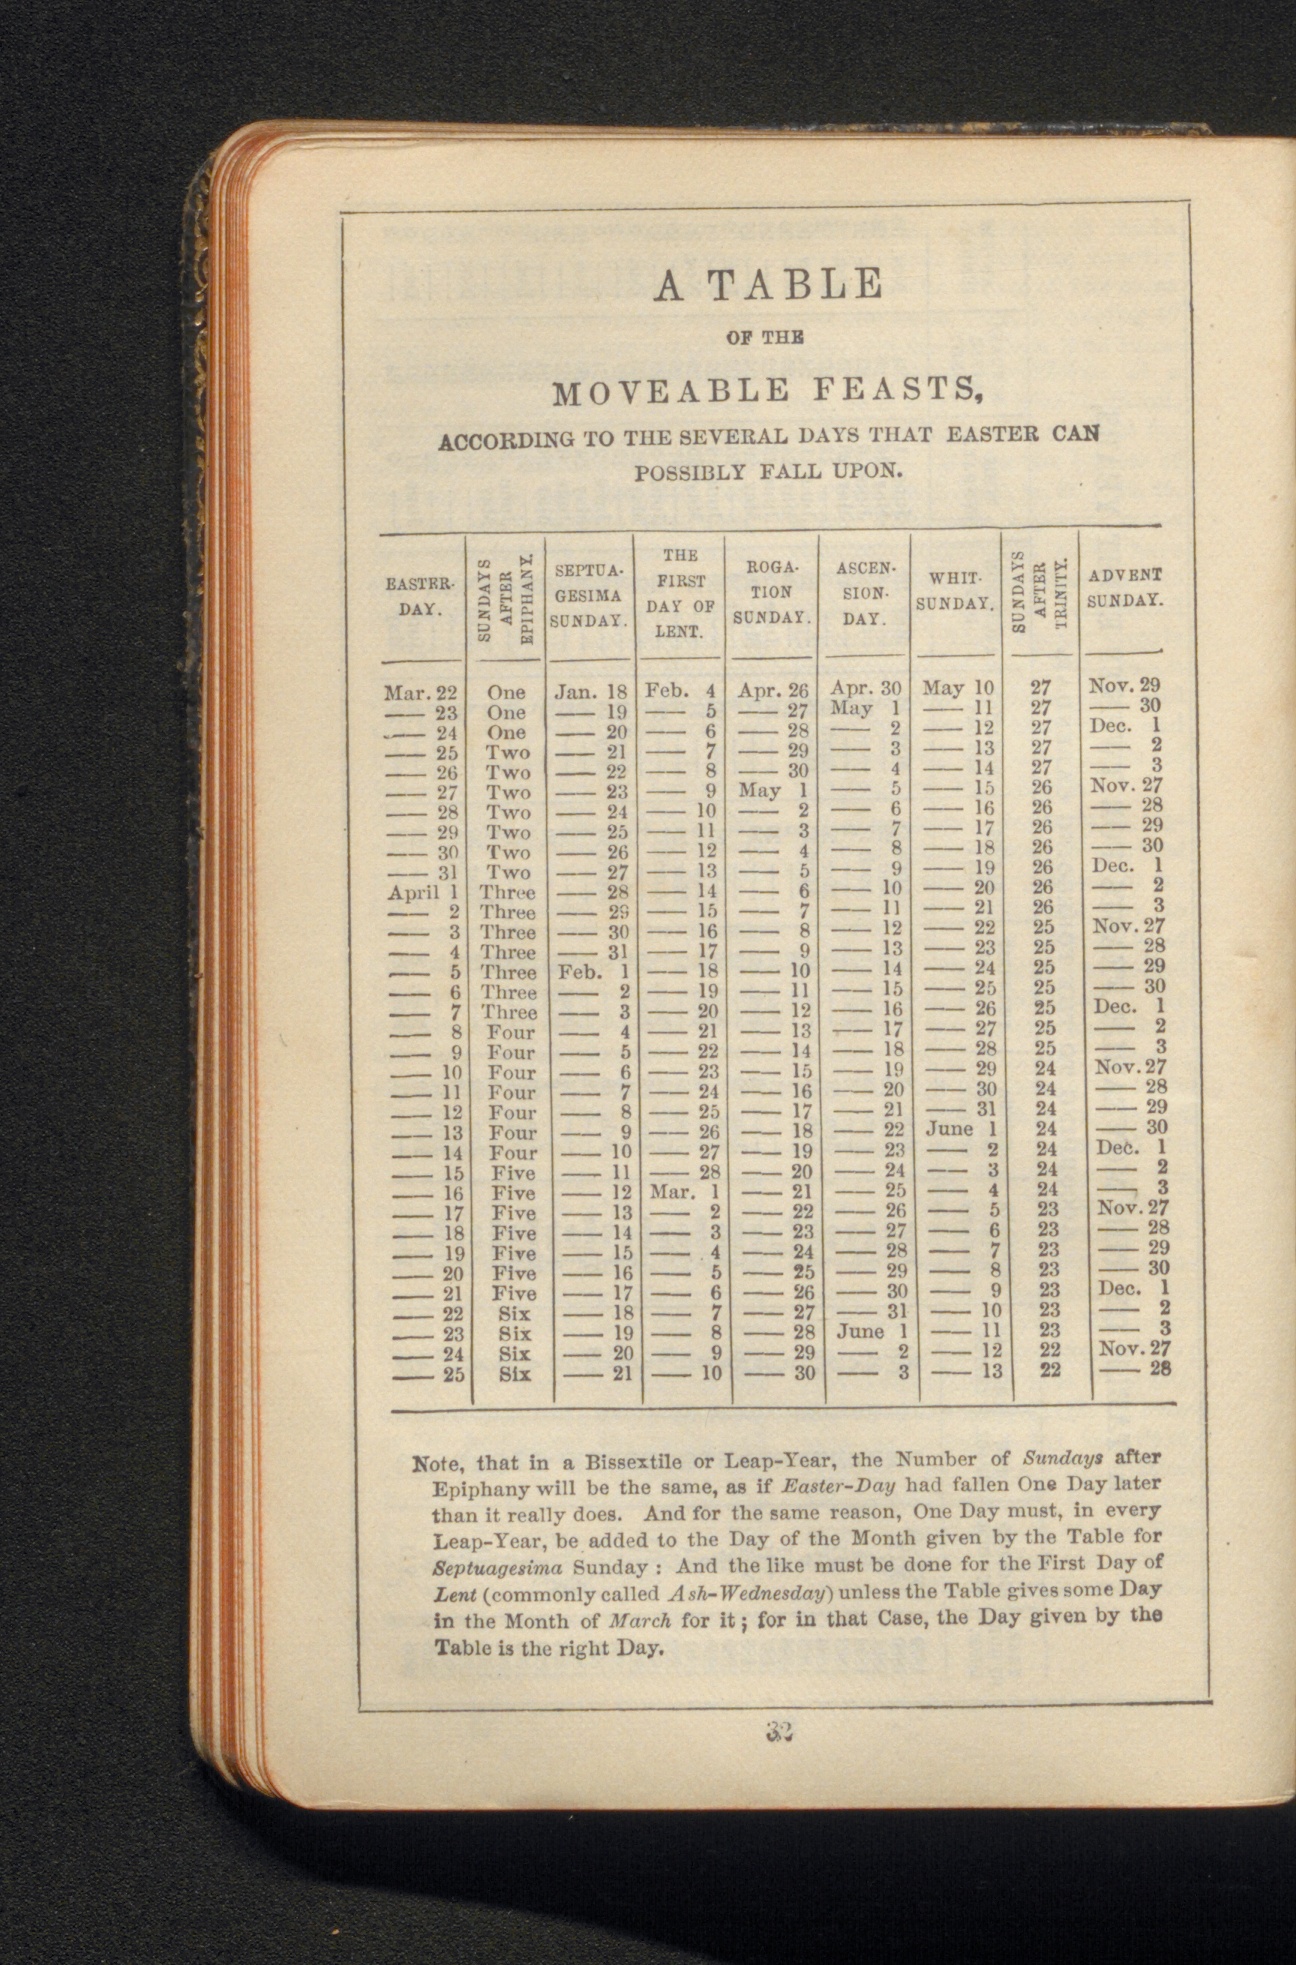 A TABLE
OF THE
MOVEABLE FEASTS,
ACCORDING TO THE SEVERAL DAYS THAT EASTER CAN
POSSIBLY FALL UPON.
EASTER-
DAY.
SUNDAYS
AFTER
EPIPHANY.
SEPTUA-
GESIMA
SUNDAY.
THE
FIRST
DAY OF
LENT.
ROGA-
TION
SUNDAY.
ASCEN-
SION-
DAY.
WHIT-
SUNDAY.
SUNDAYS
AFTER
TRINITY.
ADVENT
SUNDAY.
Mar. 22 One Jan. 18 Feb. 4 Apr. 26 Apr. 30 May 10 27 Nov. 29
— 23 One — 19 — 5 — 27 May 1 — 11 27 — 30
— 24 One — 20 — 6 — 28 — 2 — 12 27 Dec. 1
— 25 Two — 21 — 7 — 29 — 3 — 13 27 — 2
— 26 Two — 22 — 8 — 30 — 4 — 14 27 — 3
— 27 Two — 23 — 9 May 1 — 5 — 15 26 Nov. 27
— 28 Two — 24 — 10 — 2 — 6 — 16 26 — 28
— 29 Two — 25 — 11 — 3 — 7 — 17 26 — 29
— 30 Two — 26 — 12 — 4 — 8 — 18 26 — 30
— 31 Two — 27 — 13 — 5 — 9 — 19 26 Dec. 1
April 1 Three — 28 — 14 — 6 — 10 — 20 26 — 2
— 2 Three — 29 — 15 — 7 — 11 — 21 26 — 3
— 3 Three — 30 — 16 — 8 — 12 — 22 25 Nov. 27
— 4 Three — 31 — 17 — 9 — 13 — 23 25 — 28
— 5 Three Feb. 1 — 18 — 10 — 14 — 24 25 — 29
— 6 Three — 2 — 19 — 11 — 15 — 25 25 — 30
— 7 Three — 3 — 20 — 12 — 16 — 26 25 Dec. 1
— 8 Four — 4 — 21 — 13 — 17 — 27 25 — 2
— 9 Four — 5 — 22 — 14 — 18 — 28 25 — 3
— 10 Four — 6 — 23 — 15 — 19 — 29 24 Nov. 27
— 11 Four — 7 — 24 — 16 — 20 — 30 24 — 28
— 12 Four — 8 — 25 — 17 — 21 — 31 24 — 29
— 13 Four — 9 — 26 — 18 — 22 June 1 24 — 30
— 14 Four — 10 — 27 — 19 — 23 — 2 24 Dec. 1
— 15 Five — 11 — 28 — 20 — 24 — 3 24 — 2
— 16 Five — 12 Mar. 1 — 21 — 25 — 4 24 — 3
— 17 Five — 13 — 2 — 22 — 26 — 5 23 Nov. 27
— 18 Five — 14 — 3 — 23 — 27 — 6 23 — 28
— 19 Five — 15 — 4 — 24 — 28 — 7 23 — 29
— 20 Five — 16 — 5 — 25 — 29 — 8 23 — 30
— 21 Five — 17 — 6 — 26 — 30 — 9 23 Dec. 1
— 22 Six — 18 — 7 — 27 — 31 — 10 23 — 2
— 23 Six — 19 — 8 — 28 June 1 — 11 23 — 3
— 24 Six — 20 — 9 — 29 — 2 — 12 22 Nov. 27
— 25 Six — 21 — 10 — 30 — 3 — 13 22 — 28
Note, that in a Bissextile or Leap-Year, the Number of Sundays after
Epiphany will be the same, as if Easter-Day had fallen One Day later
than it really does. And for the same reason, One Day must, in every
Leap-Year, be added to the Day of the Month given by the Table for
Septuagesima Sunday : And the like must be done for the First Day of
Lent (commonly called Ash-Wednesday) unless the Table gives some Day
in the Month of March for it ; for in that Case, the Day given by the
Table is the right Day.
32